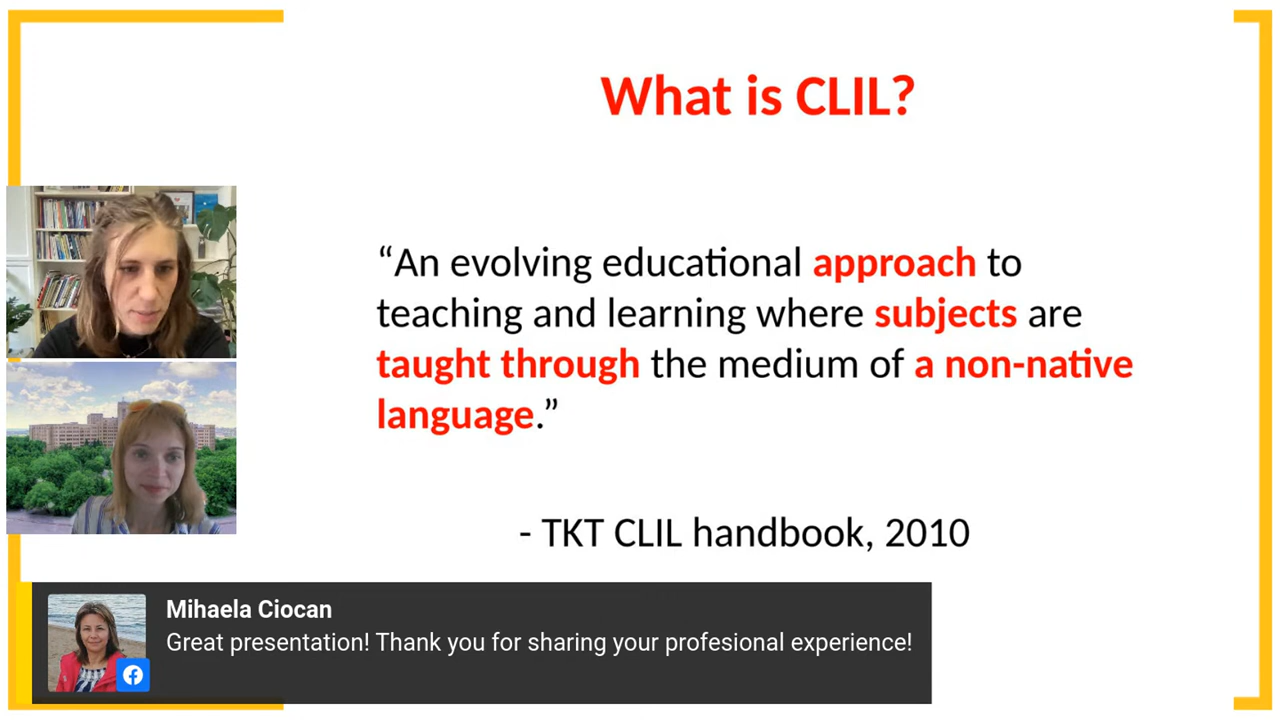 What is CLIL?
“An evolving educational approach to
teaching and learning where subjects are
taught through the medium of a non-native
language.”
- TKT CLIL handbook, 2010
Mihaela Ciocan
Great presentation! Thank you for sharing your profesional experience!